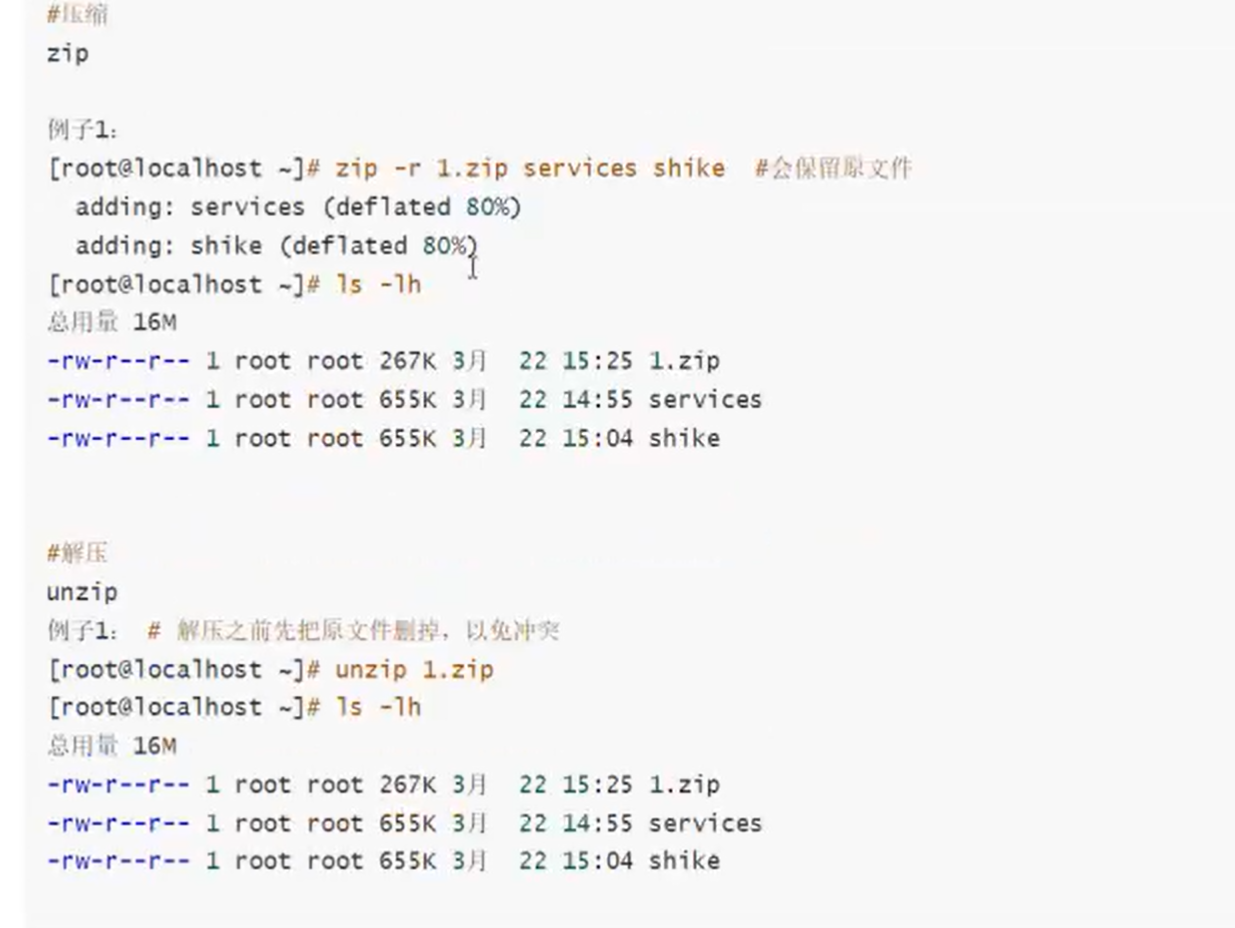 #压缩
zip
例子1：
[root@localhost ~]# zip -r 1.zip services shike  #会保留原文件
  adding: services (deflated 80%)
  adding: shike (deflated 80%)
[root@localhost ~]# ls -lh
总用量 16M
-rw-r--r-- 1 root root 267K 3月  22 15:25 1.zip
-rw-r--r-- 1 root root 655K 3月  22 14:55 services
-rw-r--r-- 1 root root 655K 3月  22 15:04 shike
#解压
unzip
例子1：  # 解压之前先把原文件删掉，以免冲突
[root@localhost ~]# unzip 1.zip
[root@localhost ~]# ls -lh
总用量 16M
-rw-r--r-- 1 root root 267K 3月  22 15:25 1.zip
-rw-r--r-- 1 root root 655K 3月  22 14:55 services
-rw-r--r-- 1 root root 655K 3月  22 15:04 shike